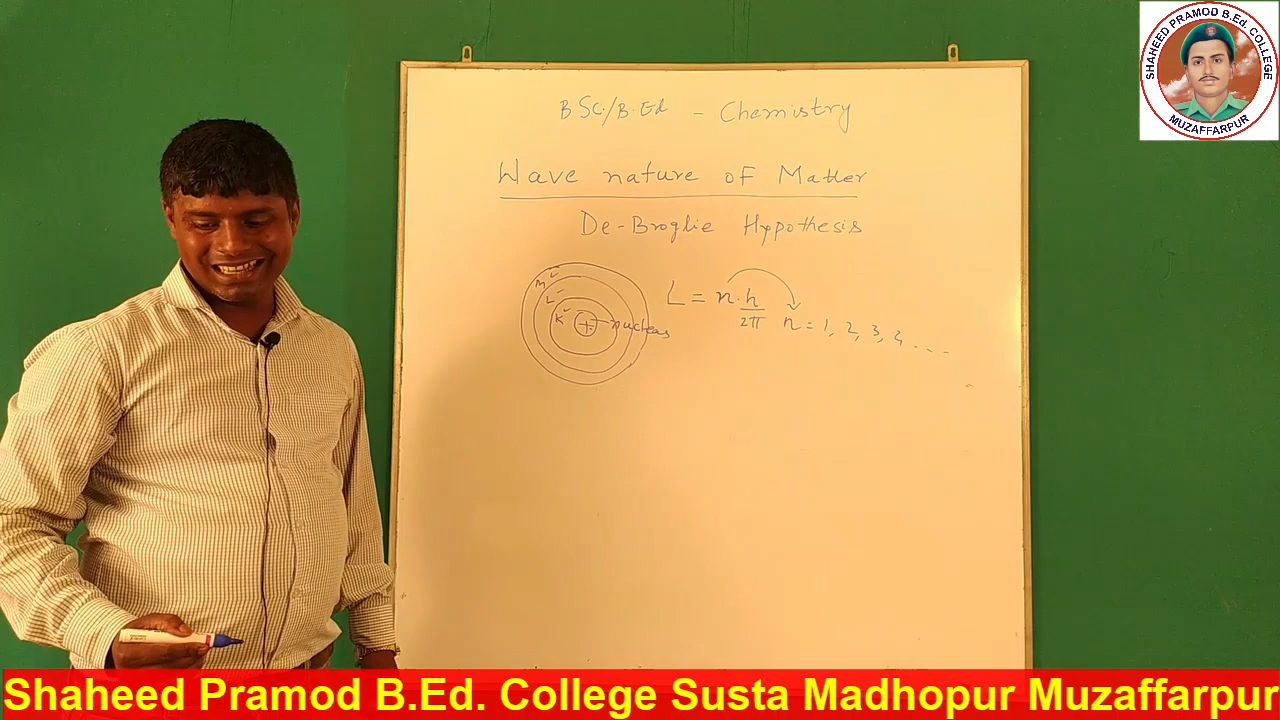 BSc./B.Ed - Chemistry
Wave nature of Matter
De-Broglie Hypothesis
M
L
K
+
nucleus
L = n.h/2π
n = 1, 2, 3, 4 ...
SHAHEED PRAMOD B.Ed. COLLEGE
MUZAFFARPUR
Shaheed Pramod B.Ed. College Susta Madhopur Muzaffarpur